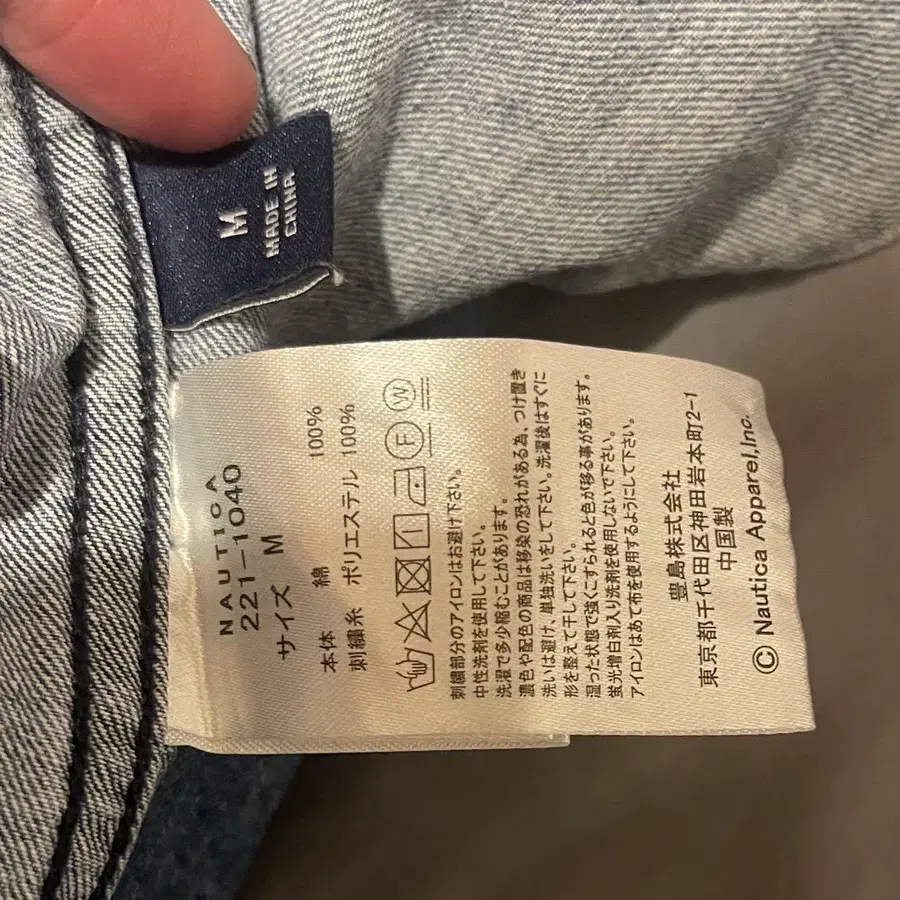 M
MADE IN
CHINA
NAUTICA
221-1040
サイズ M
本体 綿 100%
刺繍糸 ポリエステル 100%
F W
刺繍部分のアイロンはお避け下さい。
中性洗剤を使用して下さい。
洗濯で多少縮むことがあります。
濃色や配色の商品は移染の恐れがある為、つけ置き
洗いは避け、単独洗いをして下さい。洗濯後はすぐに
形を整えて干して下さい。
湿った状態で強くこすられると色が移る事があります。
蛍光増白剤入り洗剤を使用しないで下さい。
アイロンはあて布を使用するようにして下さい。
豊島株式会社
東京都千代田区神田岩本町2-1
中国製
© Nautica Apparel,Inc.